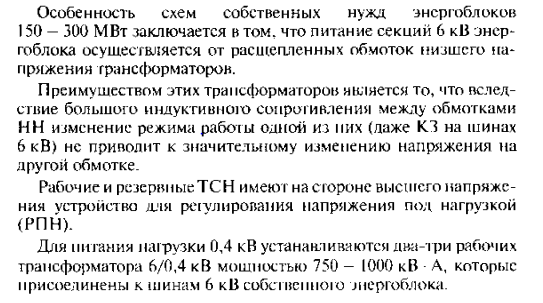 Особенность схем собственных нужд энергоблоков
150 – 300 МВт заключается в том, что питание секций 6 кВ энер-
гоблока осуществляется от расщепленных обмоток низшего на-
пряжения трансформаторов.
Преимуществом этих трансформаторов является то, что вслед-
ствие большого индуктивного сопротивления между обмотками
НН изменение режима работы одной из них (даже КЗ на шинах
6 кВ) не приводит к значительному изменению напряжения на
другой обмотке.
Рабочие и резервные ТСН имеют на стороне высшего напряже-
ния устройство для регулирования напряжения под нагрузкой
(РПН).
Для питания нагрузки 0,4 кВ устанавливаются два-три рабочих
трансформатора 6/0,4 кВ мощностью 750 – 1000 кВ · А, которые
присоединены к шинам 6 кВ собственного энергоблока.